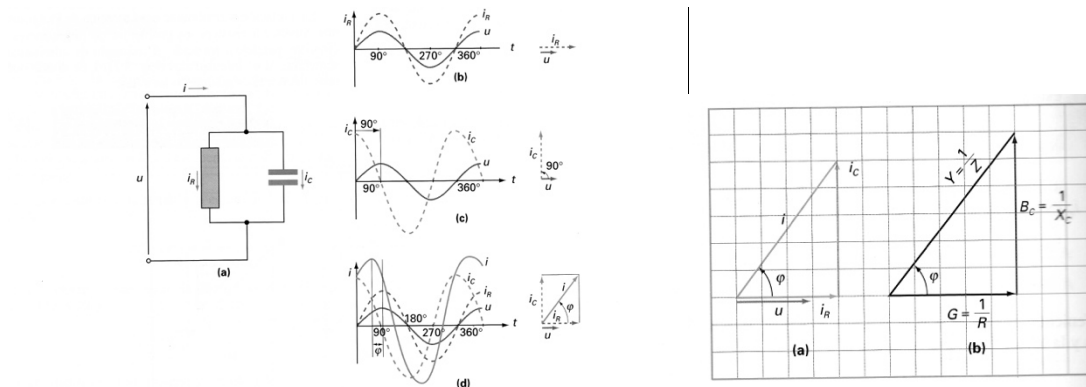 i
u
i_R
i_C
(a)
i_R
i_R
u
90°
270°
360°
t
(b)
i_R
u
90°
i_C
i_C
u
90°
360°
t
(c)
i_C
90°
u
i
i
i_C
i_R
u
180°
90°
270°
360°
t
φ
(d)
i_C
i
φ
i_R
u
i_C
i
φ
u
i_R
(a)
Y = 1/Z
B_C = 1/X_C
φ
G = 1/R
(b)